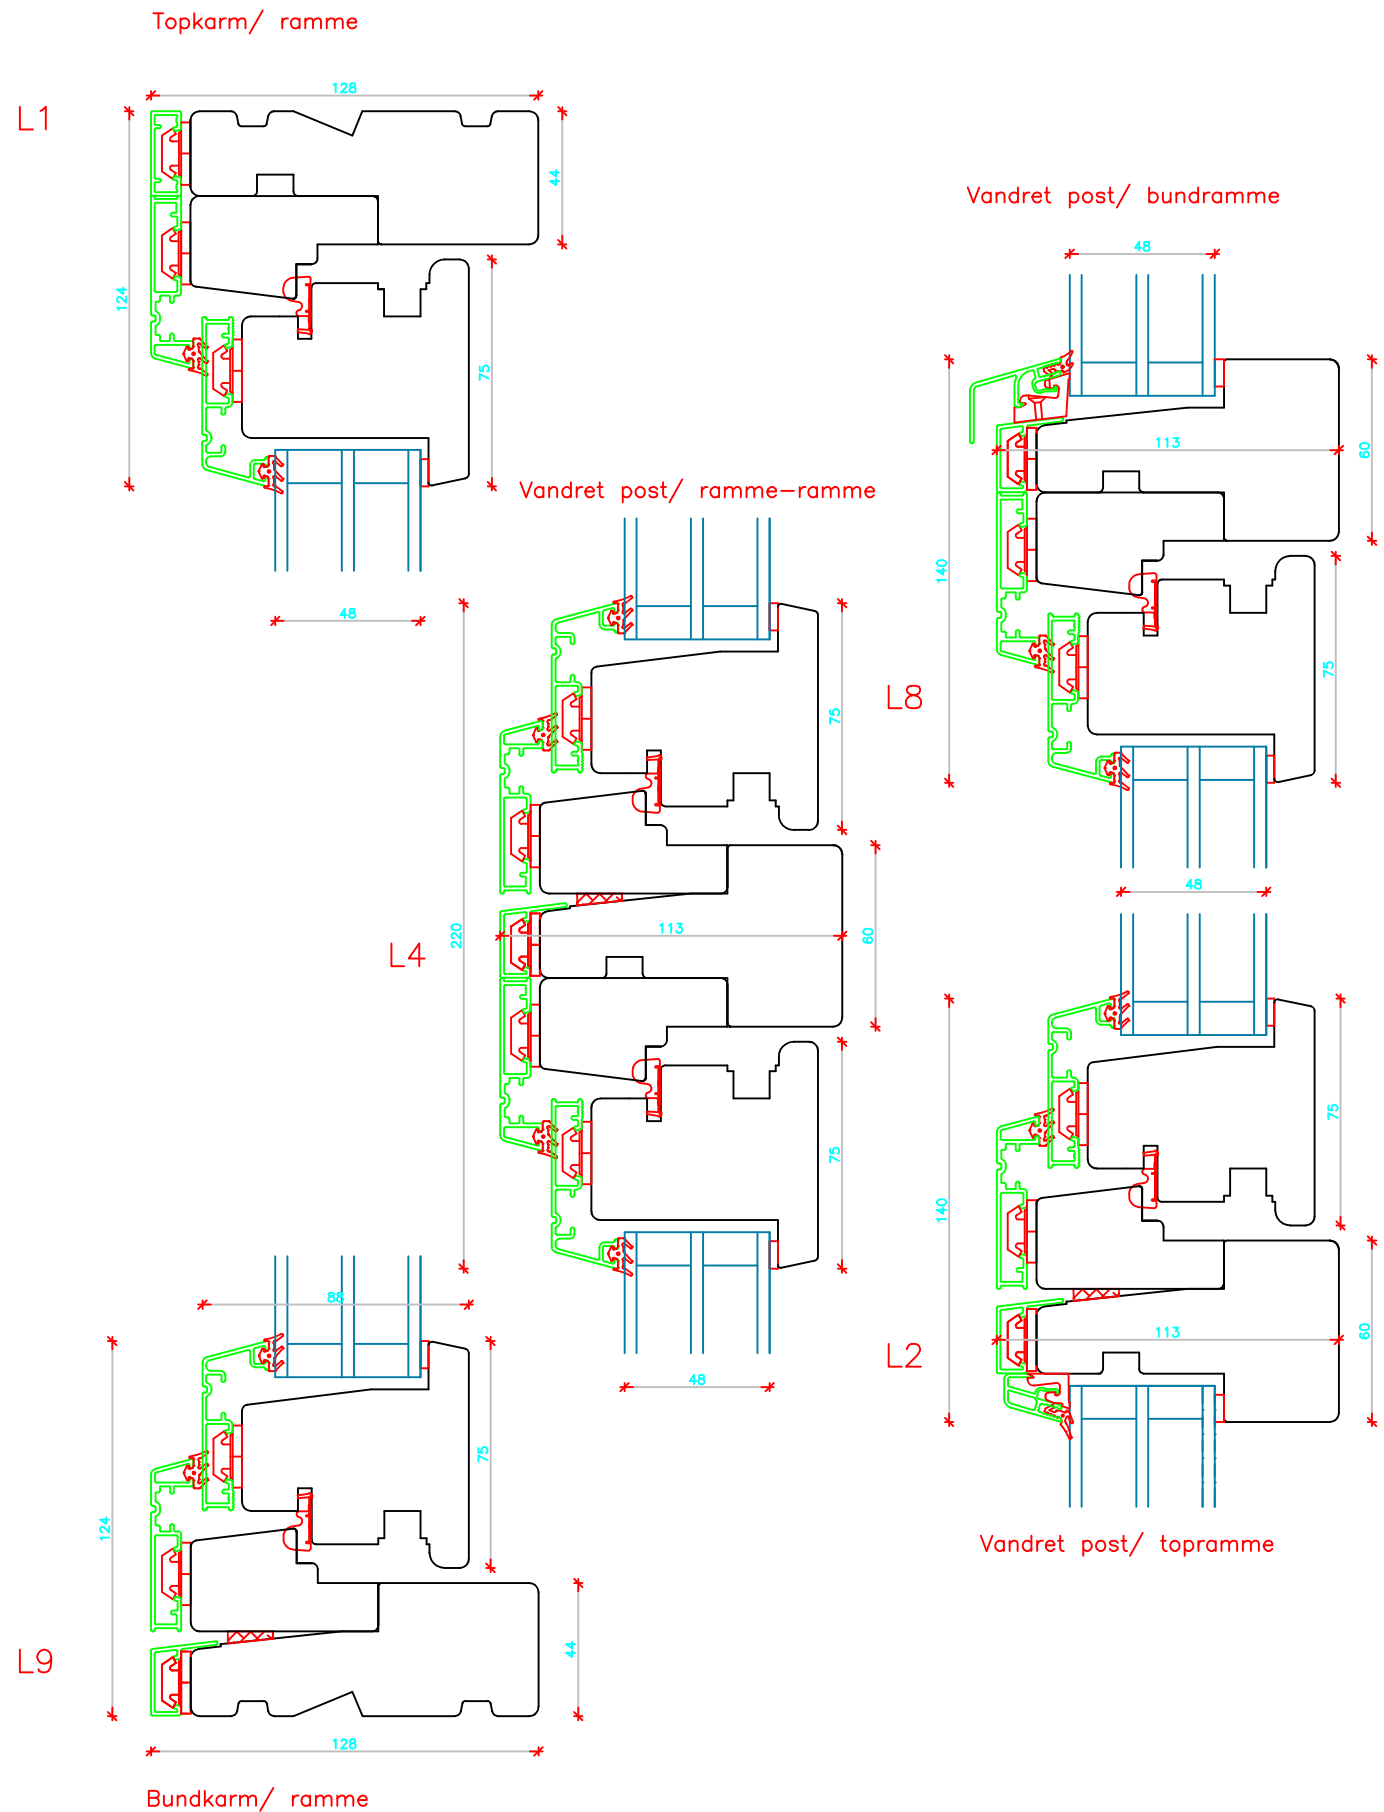 Topkarm/ ramme
128
L1
44
124
75
48
Vandret post/ bundramme
48
60
113
140
L8
75
48
Vandret post/ ramme-ramme
75
220
L4
113
60
75
48
75
140
L2
113
60
Vandret post/ topramme
88
75
124
L9
44
128
Bundkarm/ ramme